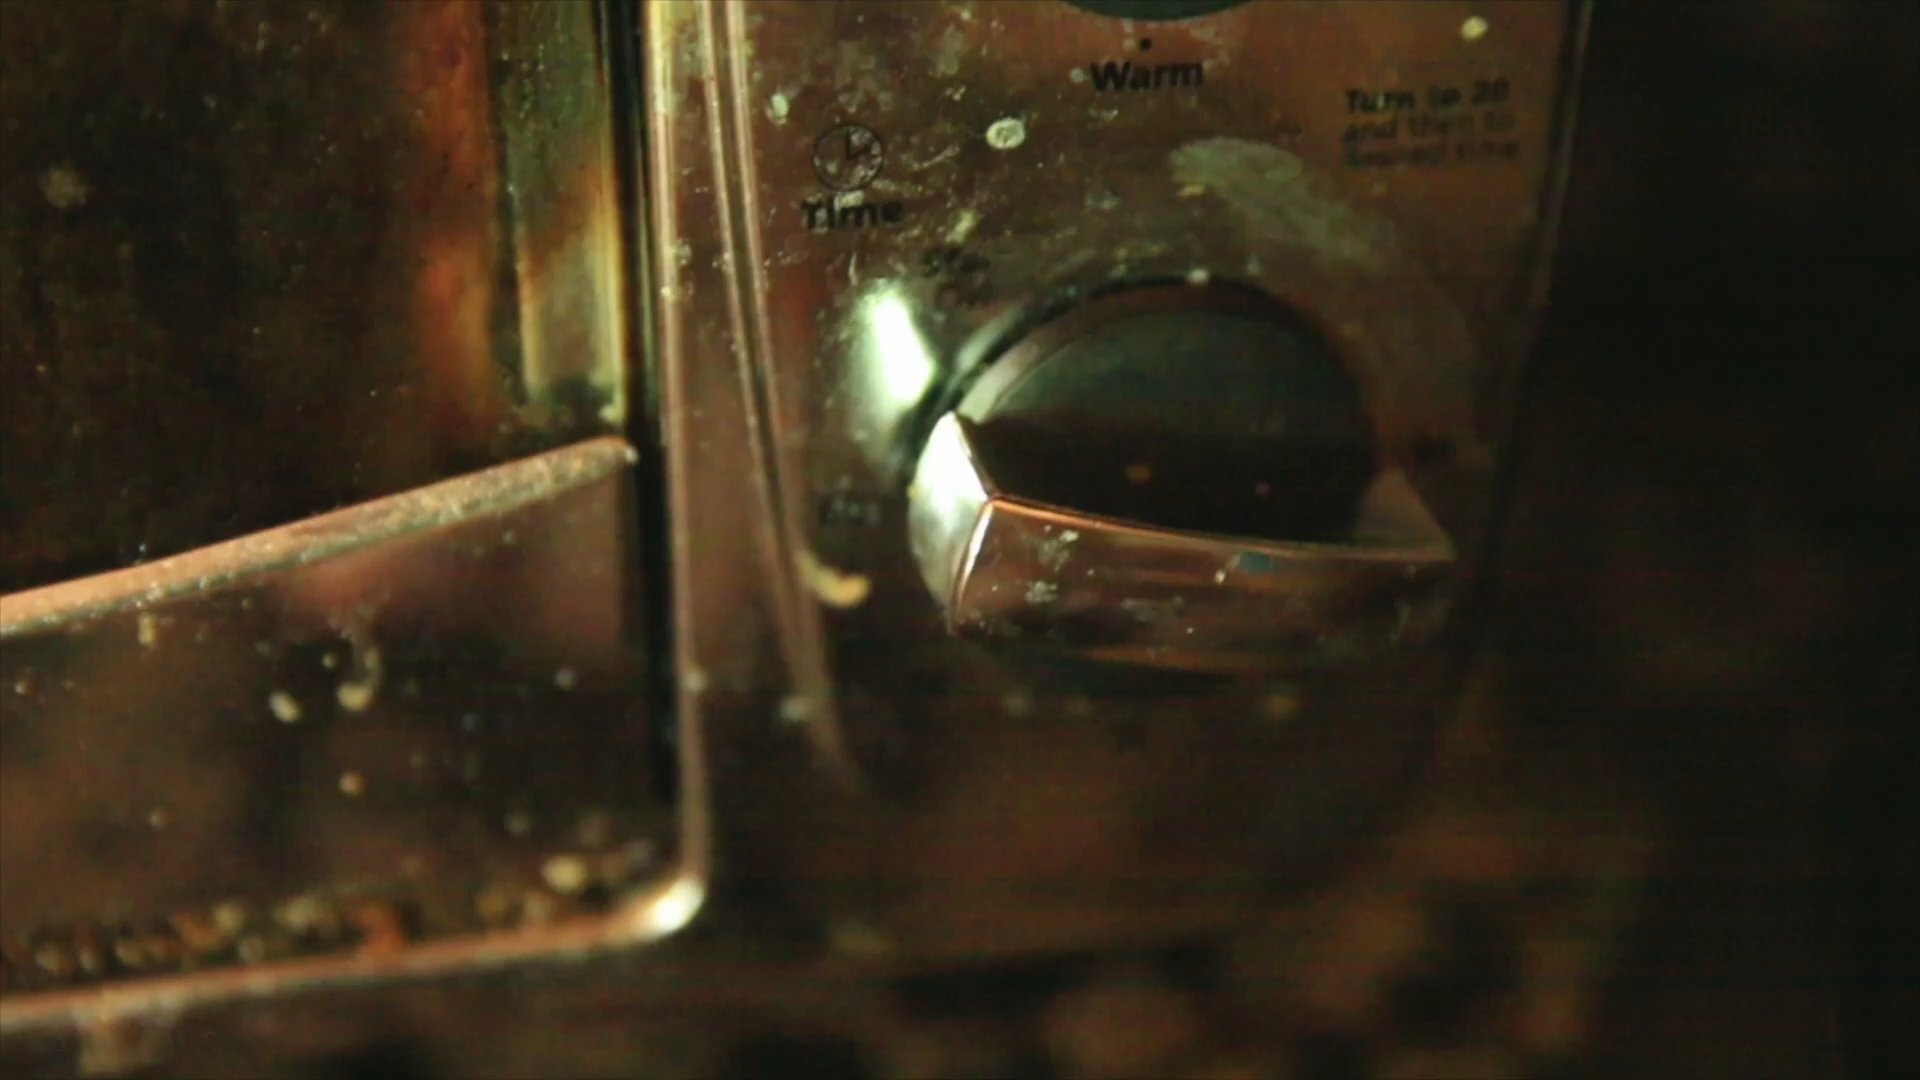 Warm
Turn to 20
and then to
desired time
Time